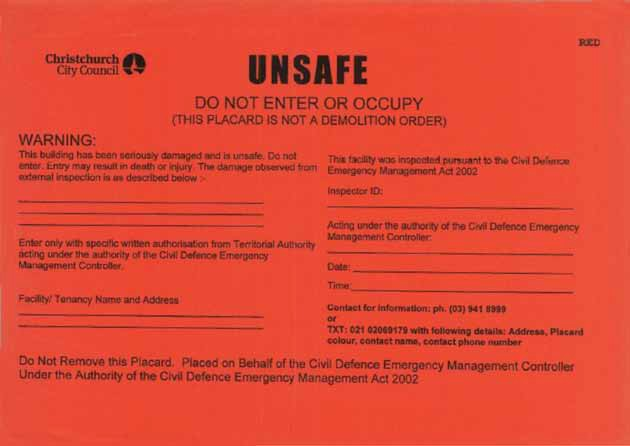 Christchurch
City Council
RED
UNSAFE
DO NOT ENTER OR OCCUPY
(THIS PLACARD IS NOT A DEMOLITION ORDER)
WARNING:
This building has been seriously damaged and is unsafe. Do not
enter. Entry may result in death or injury. The damage observed from
external inspection is as described below :-
Enter only with specific written authorisation from Territorial Authority
acting under the authority of the Civil Defence Emergency
Management Controller.
Facility/ Tenancy Name and Address
This facility was inspected pursuant to the Civil Defence
Emergency Management Act 2002
Inspector ID:
Acting under the authority of the Civil Defence Emergency
Management Controller:
Date:
Time:
Contact for Information: ph. (03) 941 8999
or
TXT: 021 02069179 with following details: Address, Placard
colour, contact name, contact phone number
Do Not Remove this Placard. Placed on Behalf of the Civil Defence Emergency Management Controller
Under the Authority of the Civil Defence Emergency Management Act 2002